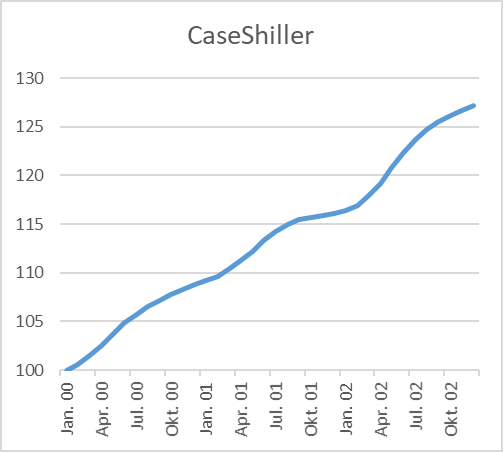 CaseShiller
130
125
120
115
110
105
100
Jan. 00
Apr. 00
Jul. 00
Okt. 00
Jan. 01
Apr. 01
Jul. 01
Okt. 01
Jan. 02
Apr. 02
Jul. 02
Okt. 02